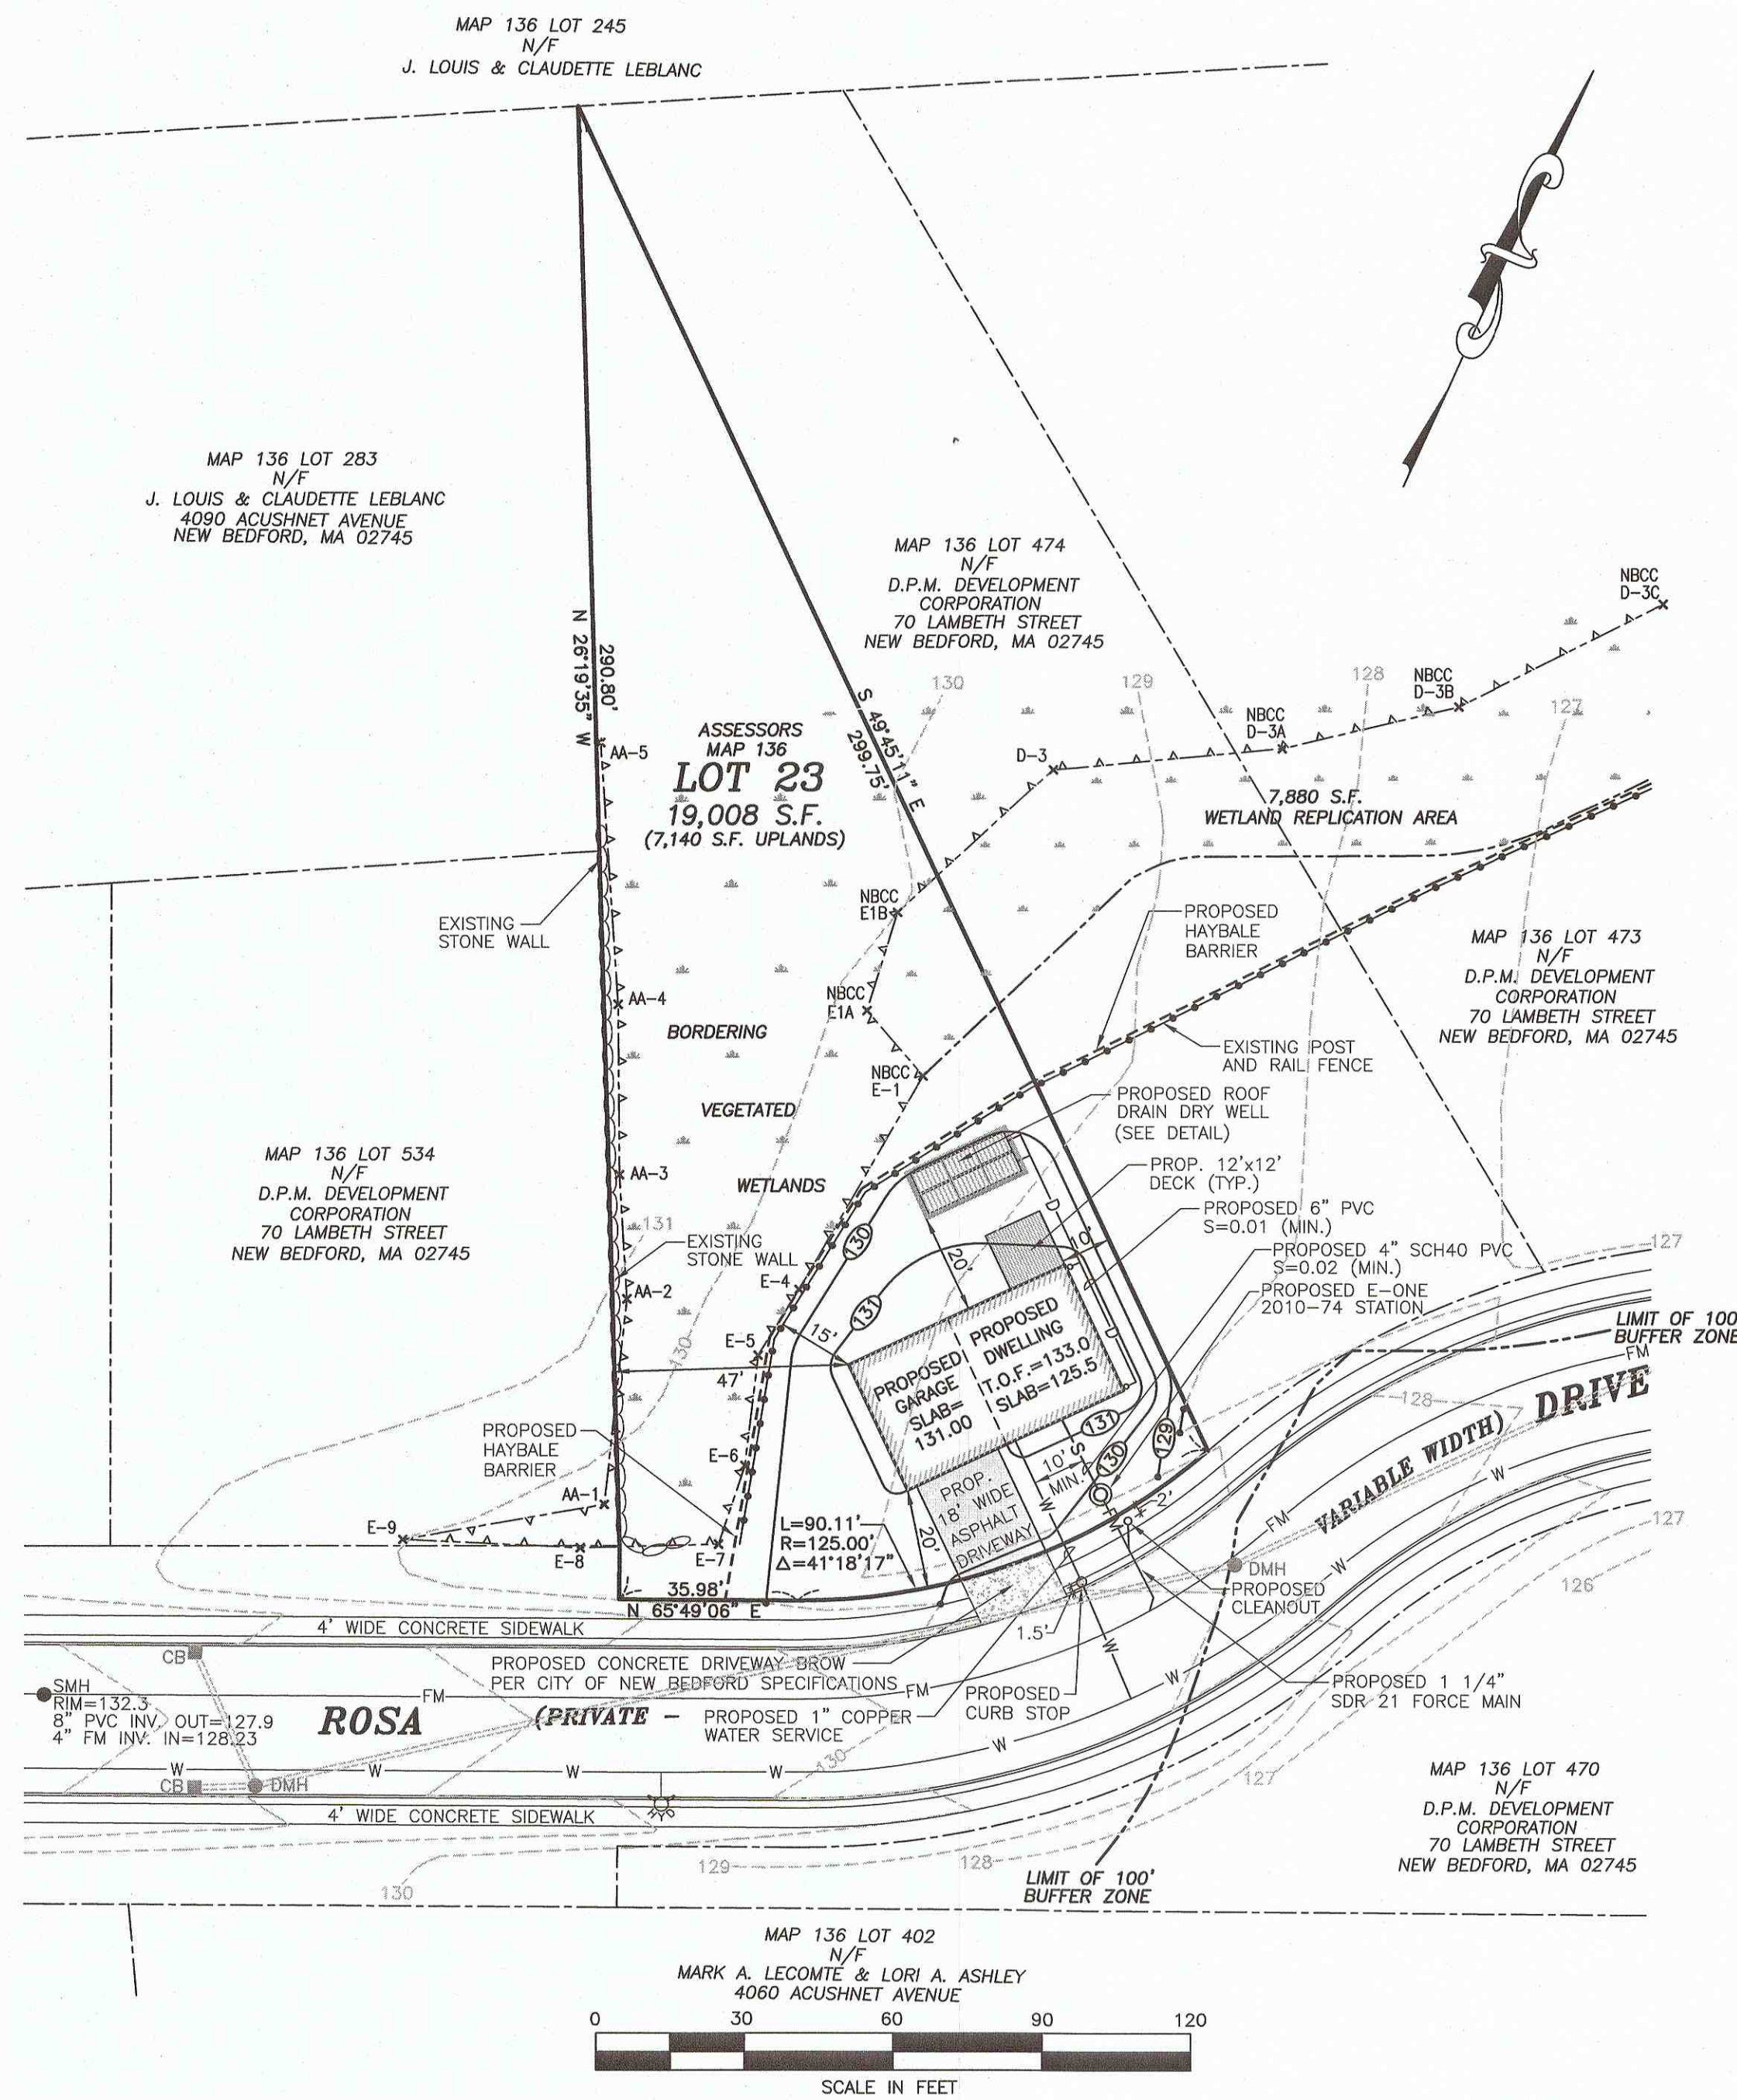 MAP 136 LOT 245
N/F
J. LOUIS & CLAUDETTE LEBLANC
MAP 136 LOT 283
N/F
J. LOUIS & CLAUDETTE LEBLANC
4090 ACUSHNET AVENUE
NEW BEDFORD, MA 02745
MAP 136 LOT 474
N/F
D.P.M. DEVELOPMENT
CORPORATION
70 LAMBETH STREET
NEW BEDFORD, MA 02745
NBCC
D-3C
N 26°19'35" W
290.80'
S 49°45'11" E
299.75'
130
129
128
NBCC
D-3B
127
NBCC
D-3A
D-3
AA-5
ASSESSORS
MAP 136
LOT 23
19,008 S.F.
(7,140 S.F. UPLANDS)
7,880 S.F.
WETLAND REPLICATION AREA
EXISTING
STONE WALL
NBCC
E1B
PROPOSED
HAYBALE
BARRIER
MAP 136 LOT 473
N/F
D.P.M. DEVELOPMENT
CORPORATION
70 LAMBETH STREET
NEW BEDFORD, MA 02745
AA-4
NBCC
E1A
BORDERING
VEGETATED
WETLANDS
NBCC
E-1
EXISTING POST
AND RAIL FENCE
PROPOSED ROOF
DRAIN DRY WELL
(SEE DETAIL)
MAP 136 LOT 534
N/F
D.P.M. DEVELOPMENT
CORPORATION
70 LAMBETH STREET
NEW BEDFORD, MA 02745
AA-3
PROP. 12'x12'
DECK (TYP.)
PROPOSED 6" PVC
S=0.01 (MIN.)
PROPOSED 4" SCH40 PVC
S=0.02 (MIN.)
PROPOSED E-ONE
2010-74 STATION
131
EXISTING
STONE WALL
AA-2
E-4
E-5
130
131
130
20'
D
10'
D
15'
47'
127
LIMIT OF 100'
BUFFER ZONE
FM
PROPOSED
GARAGE
SLAB=
131.00
PROPOSED
DWELLING
T.O.F.=133.0
SLAB=125.5
128
DRIVE
VARIABLE WIDTH)
PROPOSED
HAYBALE
BARRIER
E-6
AA-1
E-9
E-8
E-7
131
130
129
S
10'
MIN.
W
FM
2'
PROP.
18' WIDE
ASPHALT
DRIVEWAY
20'
L=90.11'
R=125.00'
Δ=41°18'17"
35.98'
N 65°49'06" E
W
FM
127
DMH
126
PROPOSED
CLEANOUT
4' WIDE CONCRETE SIDEWALK
1.5'
W
W
CB
PROPOSED CONCRETE DRIVEWAY BROW
PER CITY OF NEW BEDFORD SPECIFICATIONS
SMH
RIM=132.3
8" PVC INV. OUT=127.9
4" FM INV. IN=128.23
FM
FM
PROPOSED
CURB STOP
PROPOSED 1 1/4"
SDR 21 FORCE MAIN
ROSA
(PRIVATE -
PROPOSED 1" COPPER
WATER SERVICE
W
130
W
W
W
W
CB
DMH
HYD
127
4' WIDE CONCRETE SIDEWALK
MAP 136 LOT 470
N/F
D.P.M. DEVELOPMENT
CORPORATION
70 LAMBETH STREET
NEW BEDFORD, MA 02745
130
129
128
LIMIT OF 100'
BUFFER ZONE
MAP 136 LOT 402
N/F
MARK A. LECOMTE & LORI A. ASHLEY
4060 ACUSHNET AVENUE
0 30 60 90 120
SCALE IN FEET